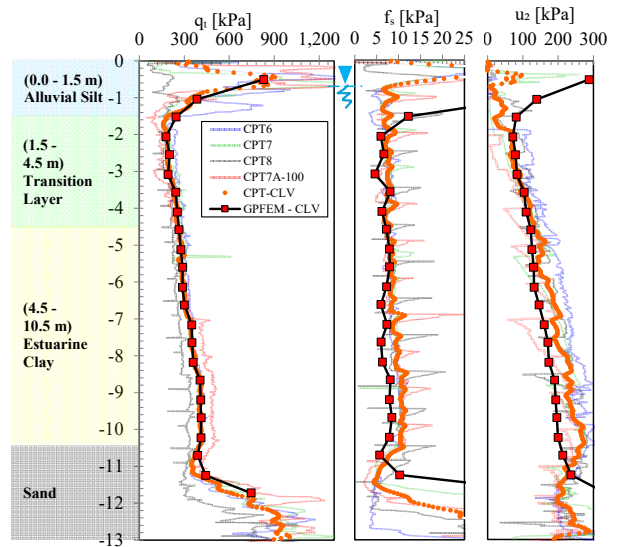 qₜ [kPa]
fₛ [kPa]
u₂ [kPa]
0 300 600 900 1,200
0 5 10 15 20 25
0 100 200 300
0
-1
-2
-3
-4
-5
-6
-7
-8
-9
-10
-11
-12
-13
(0.0 - 1.5 m)
Alluvial Silt
(1.5 -
4.5 m)
Transition
Layer
(4.5 -
10.5 m)
Estuarine
Clay
Sand
CPT6
CPT7
CPT8
CPT7A-100
CPT-CLV
GPFEM - CLV